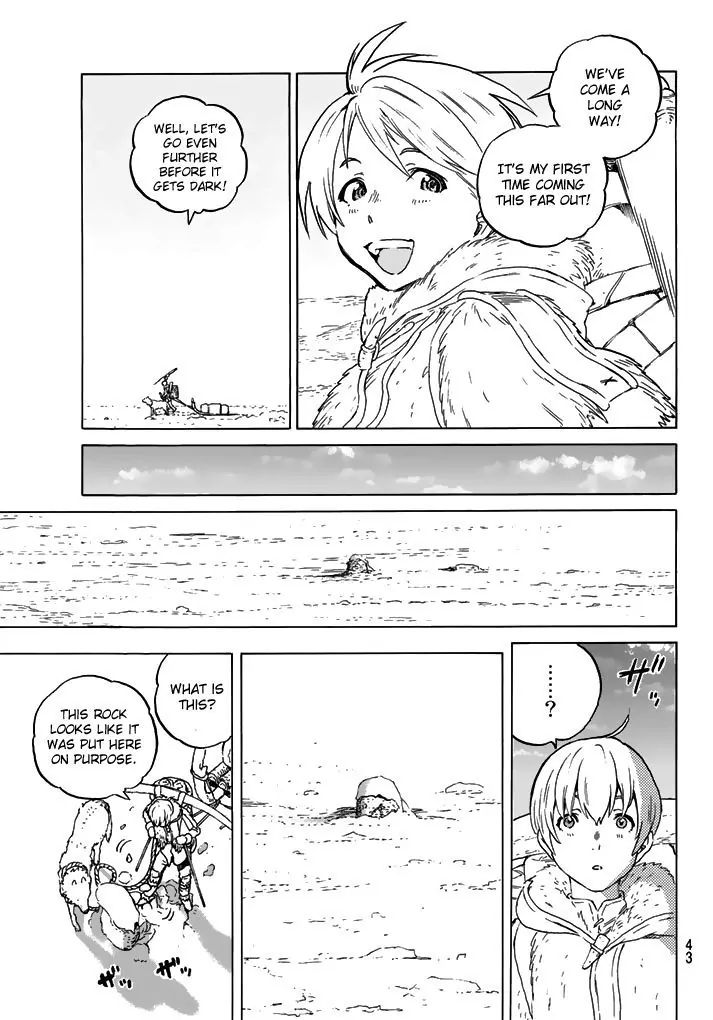 WE'VE
COME A
LONG
WAY!
IT'S MY FIRST
TIME COMING
THIS FAR OUT!
WELL, LET'S
GO EVEN
FURTHER
BEFORE IT
GETS DARK!
......?
ザッ
WHAT IS
THIS?
THIS ROCK
LOOKS LIKE IT
WAS PUT HERE
ON PURPOSE.
ザッ
43